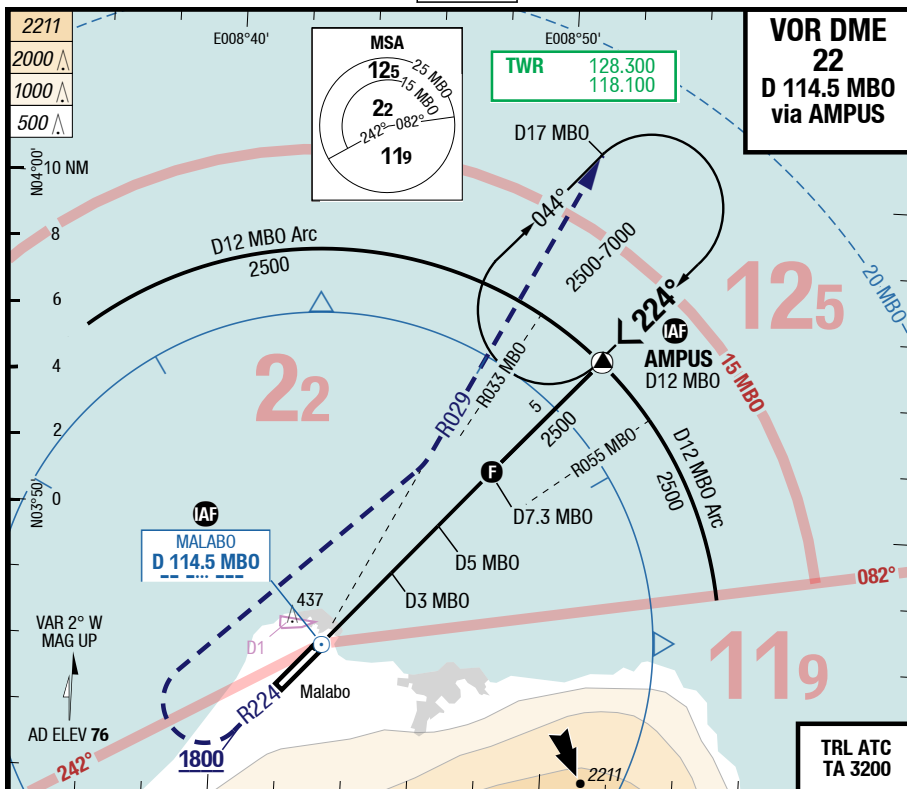 2211
2000
1000
500
E008°40'
E008°50'
MSA
125
25 MBO
15 MBO
22
242°
082°
119
TWR 128.300
118.100
VOR DME
22
D 114.5 MBO
via AMPUS
D17 MBO
N04°00'
10 NM
8
6
4
2
0
N03°50'
D12 MBO Arc
2500
044°
2500-7000
224°
IAF
AMPUS
D12 MBO
125
20 MBO
15 MBO
22
R033 MBO
R029
5
2500
R055 MBO
D12 MBO Arc
2500
F
D7.3 MBO
D5 MBO
D3 MBO
IAF
MALABO
D 114.5 MBO
082°
437
D1
VAR 2° W
MAG UP
AD ELEV 76
R224
Malabo
1800
242°
119
2211
TRL ATC
TA 3200